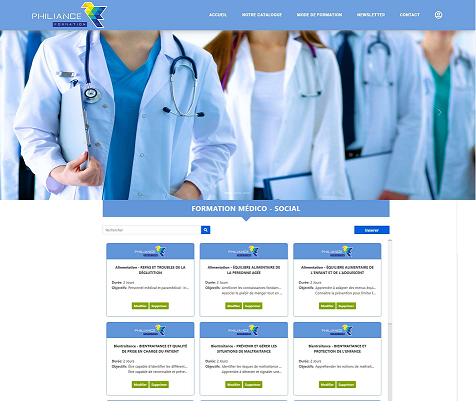 PHILIANCE
FORMATION
ACCUEIL
NOTRE CATALOGUE
MODE DE FORMATION
NEWSLETTER
CONTACT
FORMATION MÉDICO - SOCIAL
Rechercher
Inserer
PHILIANCE
Alimentation - REPAS ET TROUBLES DE LA
DÉGLUTITION
Durée: 2 Jours
Objectifs: Personnel médical et paramédical - in...
Modifier Supprimer
PHILIANCE
Alimentation - ÉQUILIBRE ALIMENTAIRE DE
LA PERSONNE AGÉE
Durée: 2 Jours
Objectifs: Améliorer les connaissances fondam...
Associer le plaisir de manger tout en ...
Modifier Supprimer
PHILIANCE
Alimentation - ÉQUILIBRE ALIMENTAIRE DE
L'ENFANT ET DE L'ADOLESCENT
Durée: 2 Jours
Objectifs: Apprendre à adapter des menus équi...
Connaître la prévention pour limiter l...
Modifier Supprimer
PHILIANCE
Bientraitance - BIENTRAITANCE ET QUALITÉ
DE PRISE EN CHARGE DU PATIENT
Durée: 2 Jours
Objectifs: Être capable d'identifier les différent...
Être capable de reconnaître et préve...
Modifier Supprimer
PHILIANCE
Bientraitance - PRÉVENIR ET GÉRER LES
SITUATIONS DE MALTRAITANCE
Durée: 2 Jours
Objectifs: Identifier les risques de maltraitance ...
Apprendre à détecter et signaler une...
Modifier Supprimer
PHILIANCE
Bientraitance - BIENTRAITANCE ET
PROTECTION DE L'ENFANCE
Durée: 2 Jours
Objectifs: Appréhender les notions de maltrait...
Modifier Supprimer